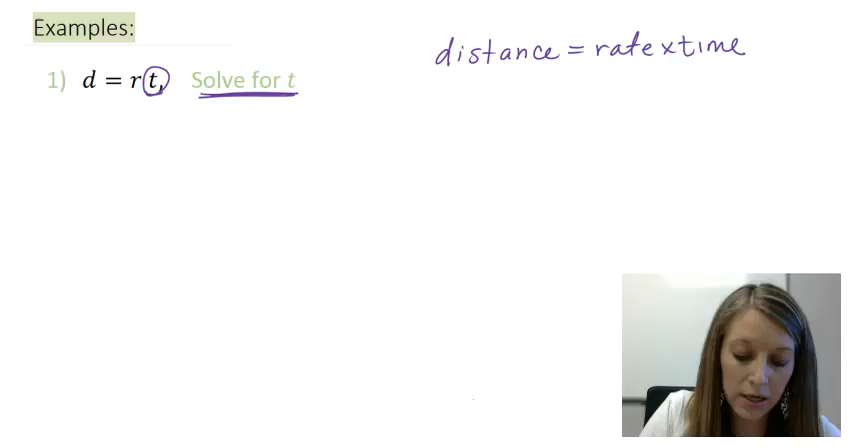 Examples:
distance = rate x time
1) d = rt, Solve for t